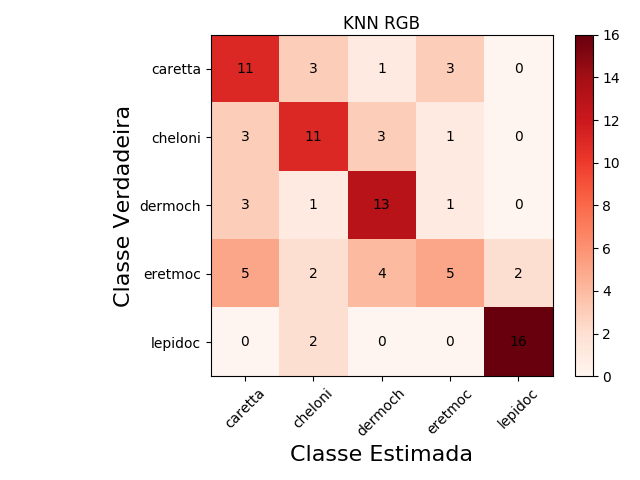 KNN RGB
caretta 11 3 1 3 0
cheloni 3 11 3 1 0
dermoch 3 1 13 1 0
eretmoc 5 2 4 5 2
lepidoc 0 2 0 0 16
caretta cheloni dermoch eretmoc lepidoc
Classe Estimada
Classe Verdadeira
16
14
12
10
8
6
4
2
0